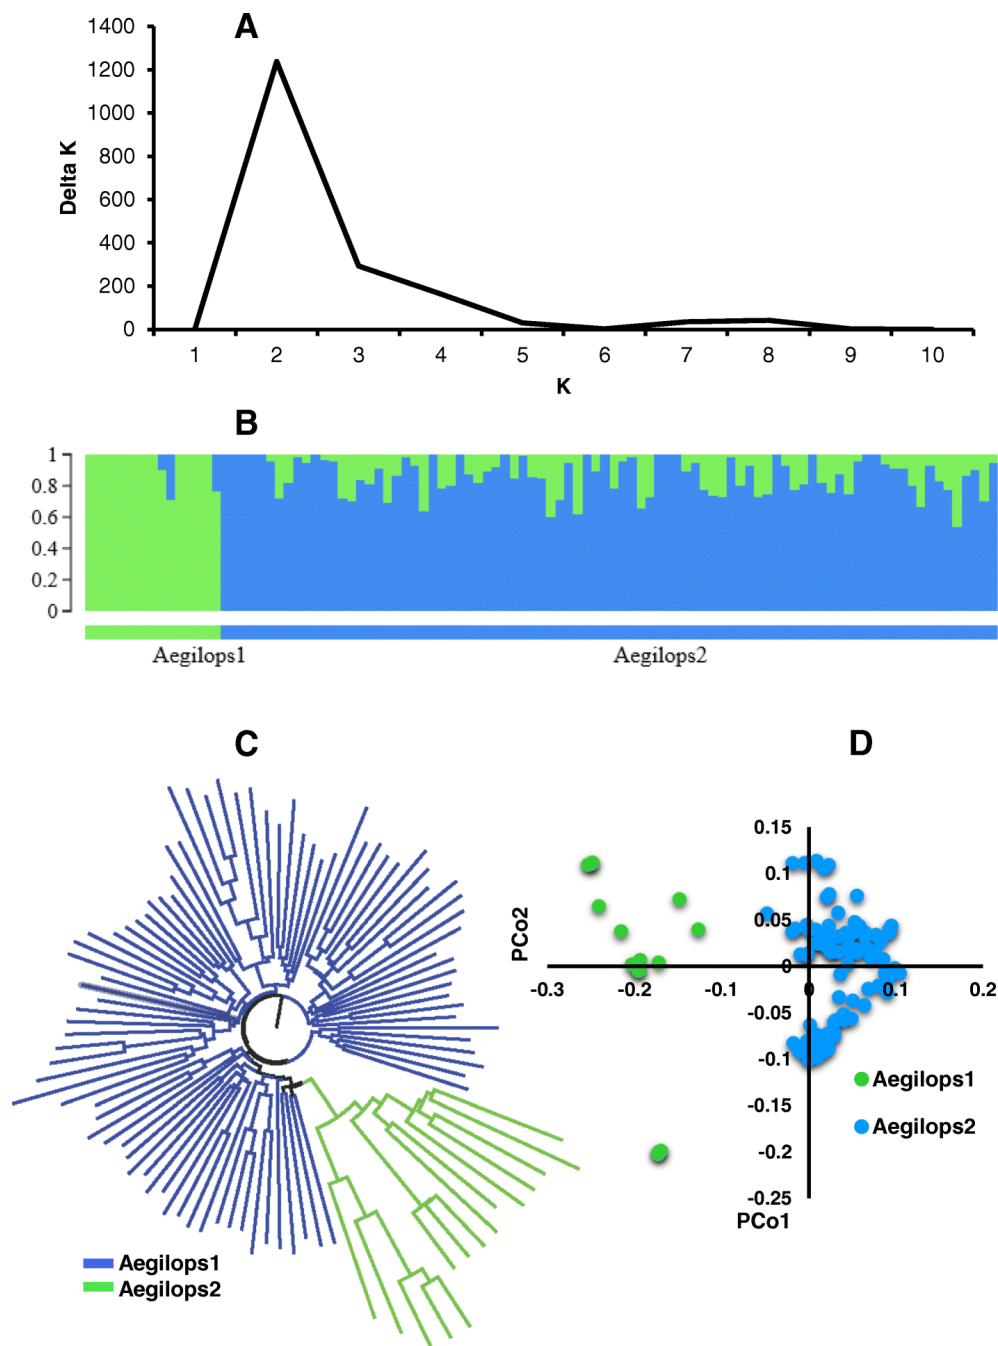 A
1400
1200
1000
800
600
400
200
0
Delta K
1 2 3 4 5 6 7 8 9 10
K
B
1
0.8
0.6
0.4
0.2
0
Aegilops1 Aegilops2
C
Aegilops1
Aegilops2
D
0.15
0.1
0.05
0
-0.05
-0.1
-0.15
-0.2
-0.25
PCo2
-0.3 -0.2 -0.1 0 0.1 0.2
Aegilops1
Aegilops2
PCo1